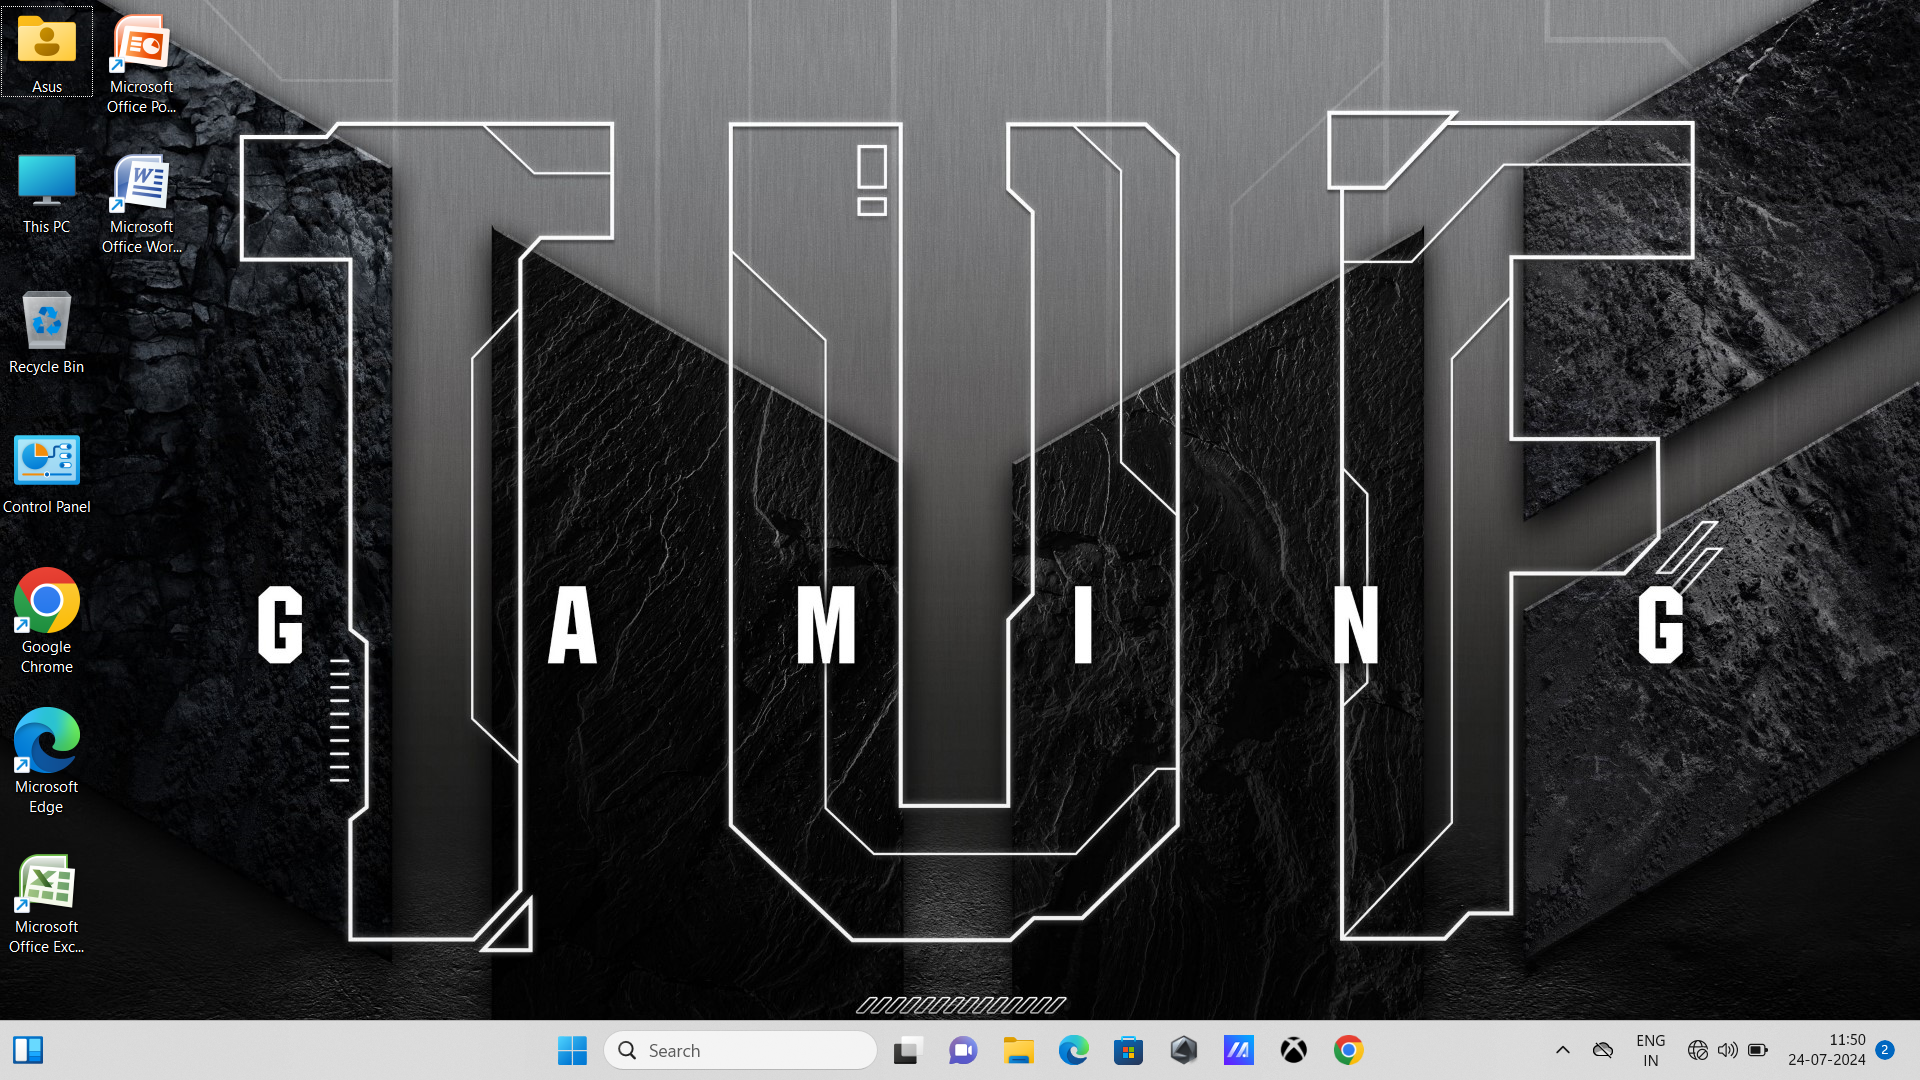 Asus
Microsoft
Office Po...
This PC
Microsoft
Office Wor...
Recycle Bin
Control Panel
Google
Chrome
Microsoft
Edge
Microsoft
Office Exc...
TUF
GAMING
Search
ENG
IN
11:50
24-07-2024
2